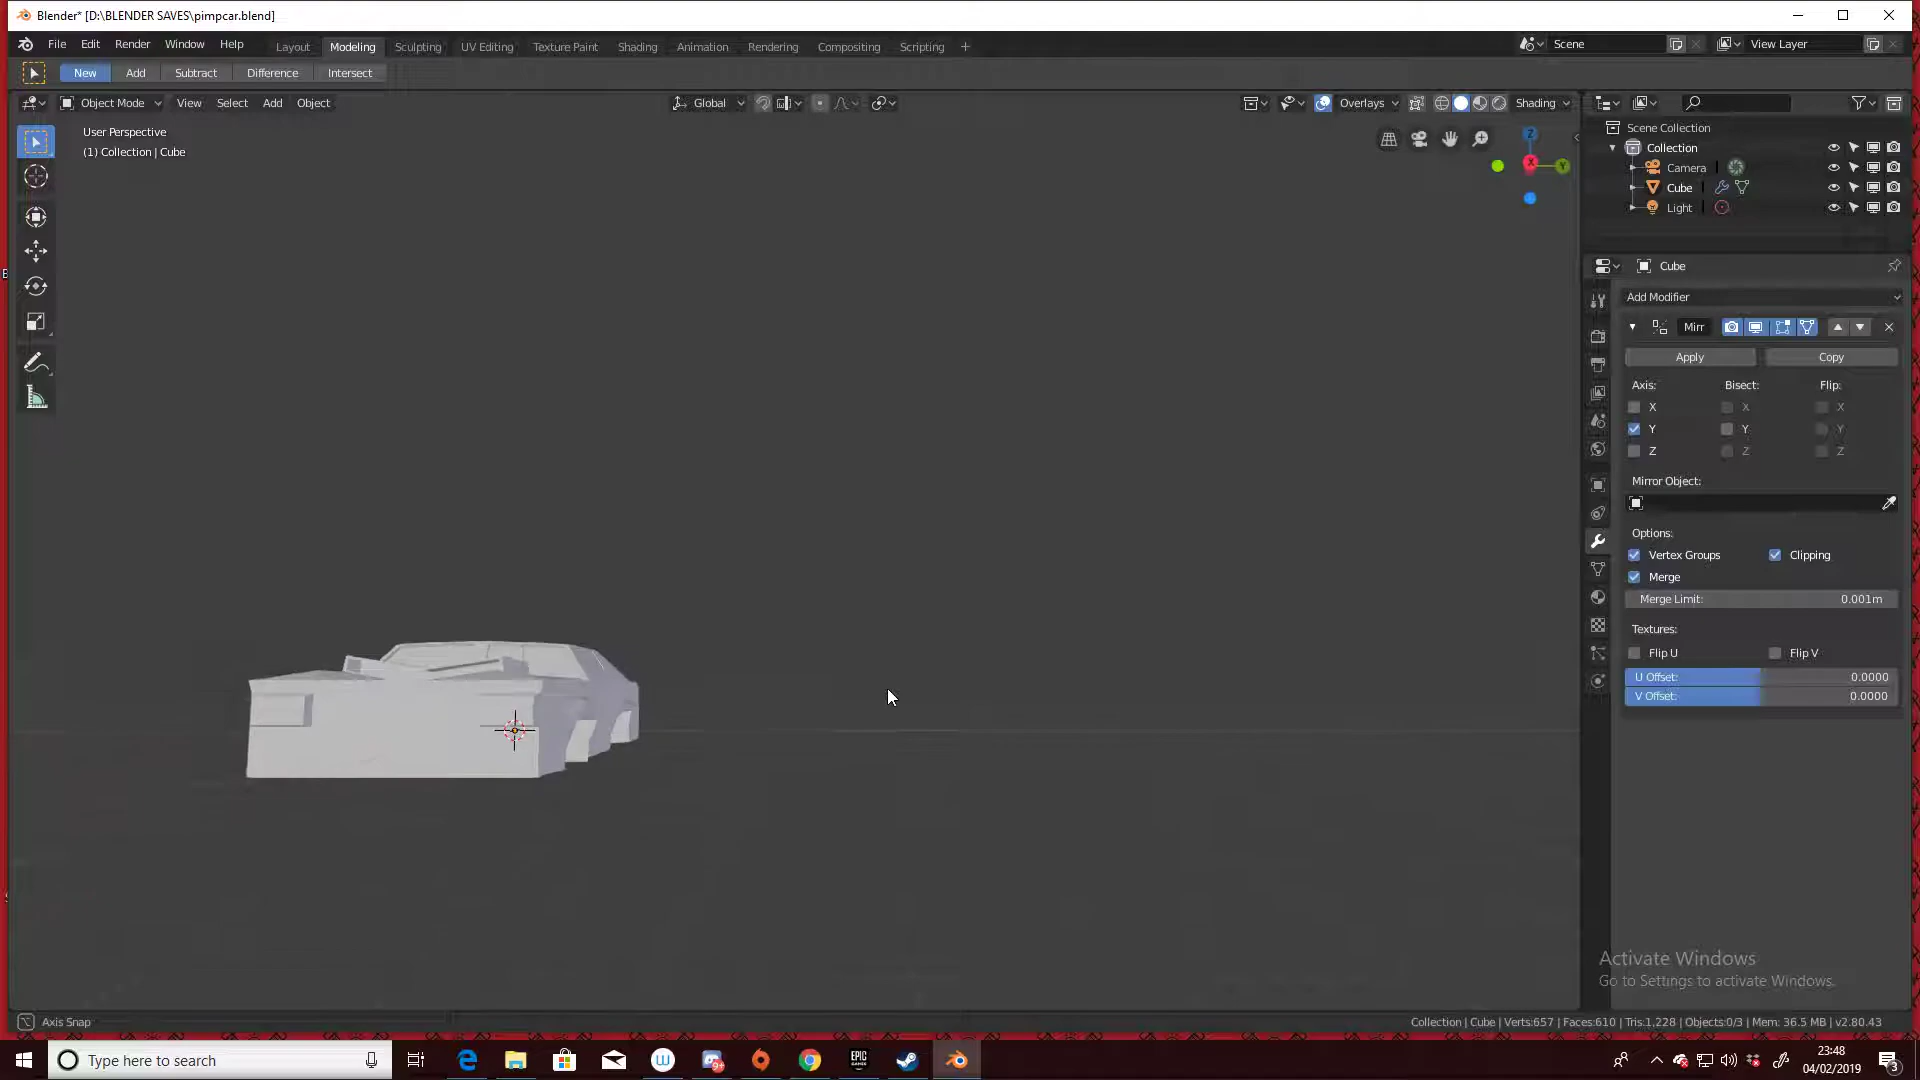 Blender* [D:\BLENDER SAVES\pimpcar.blend]
File Edit Render Window Help Layout Modeling Sculpting UV Editing Texture Paint Shading Animation Rendering Compositing Scripting + Scene View Layer
New Add Subtract Difference Intersect
Object Mode View Select Add Object Global Overlays Shading
User Perspective
(1) Collection | Cube
Z
X
Y
Scene Collection
Collection
Camera
Cube
Light
Cube
Add Modifier
Mirr
Apply Copy
Axis: Bisect: Flip:
X X X
Y Y Y
Z Z Z
Mirror Object:
Options:
Vertex Groups Clipping
Merge
Merge Limit: 0.001m
Textures:
Flip U Flip V
U Offset: 0.0000
V Offset: 0.0000
Activate Windows
Go to Settings to activate Windows.
Axis Snap
Collection | Cube | Verts:657 | Faces:610 | Tris:1,228 | Objects:0/3 | Mem: 36.5 MB | v2.80.43
Type here to search
9+
EPIC GAMES
23:48
04/02/2019
3